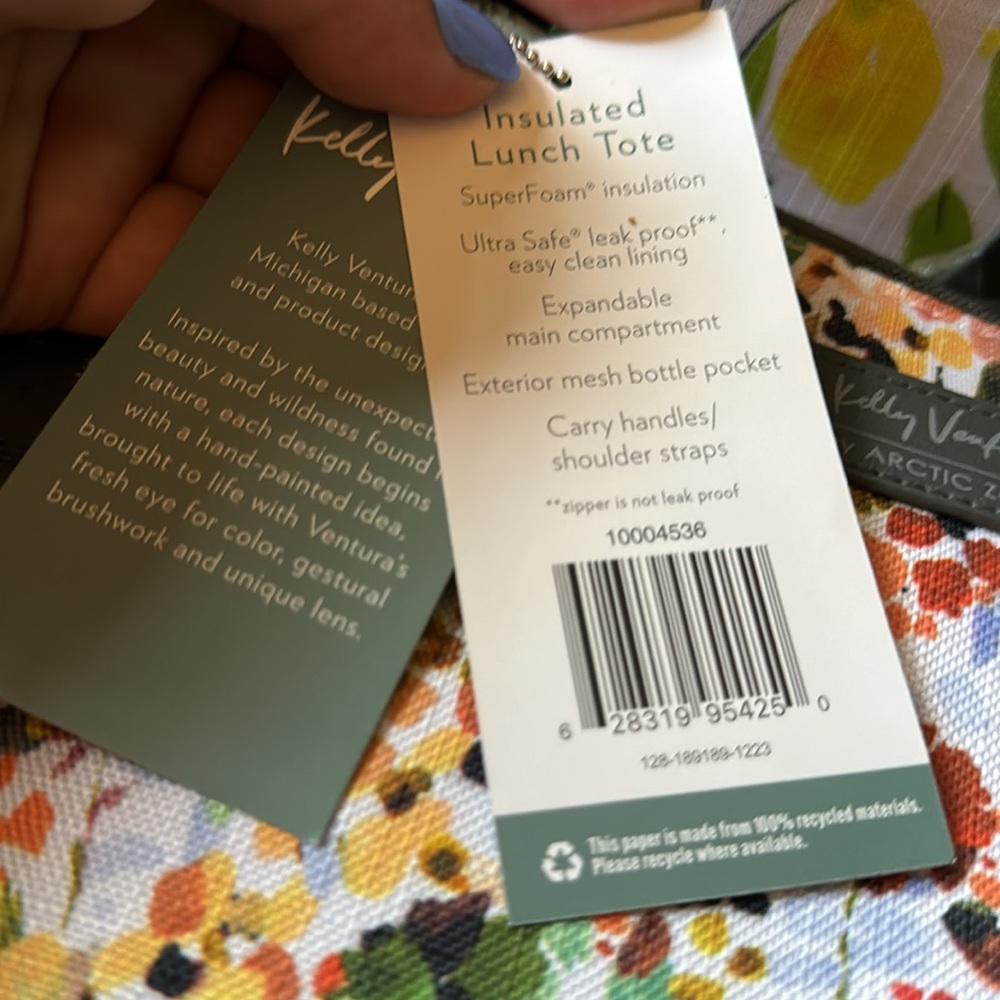 Kelly
Kelly Ventur
Michigan based
and product desig
Inspired by the unexpect
beauty and wildness found
nature, each design begins
with a hand-painted idea,
brought to life with Ventura's
fresh eye for color, gestural
brushwork and unique lens.
Insulated
Lunch Tote
SuperFoam® insulation
Ultra Safe® leak proof**,
easy clean lining
Expandable
main compartment
Exterior mesh bottle pocket
Carry handles/
shoulder straps
**zipper is not leak proof
10004536
6 28319 95425 0
128-189189-1223
This paper is made from 100% recycled materials.
Please recycle where available.
Kelly Vent
Y ARCTIC Z